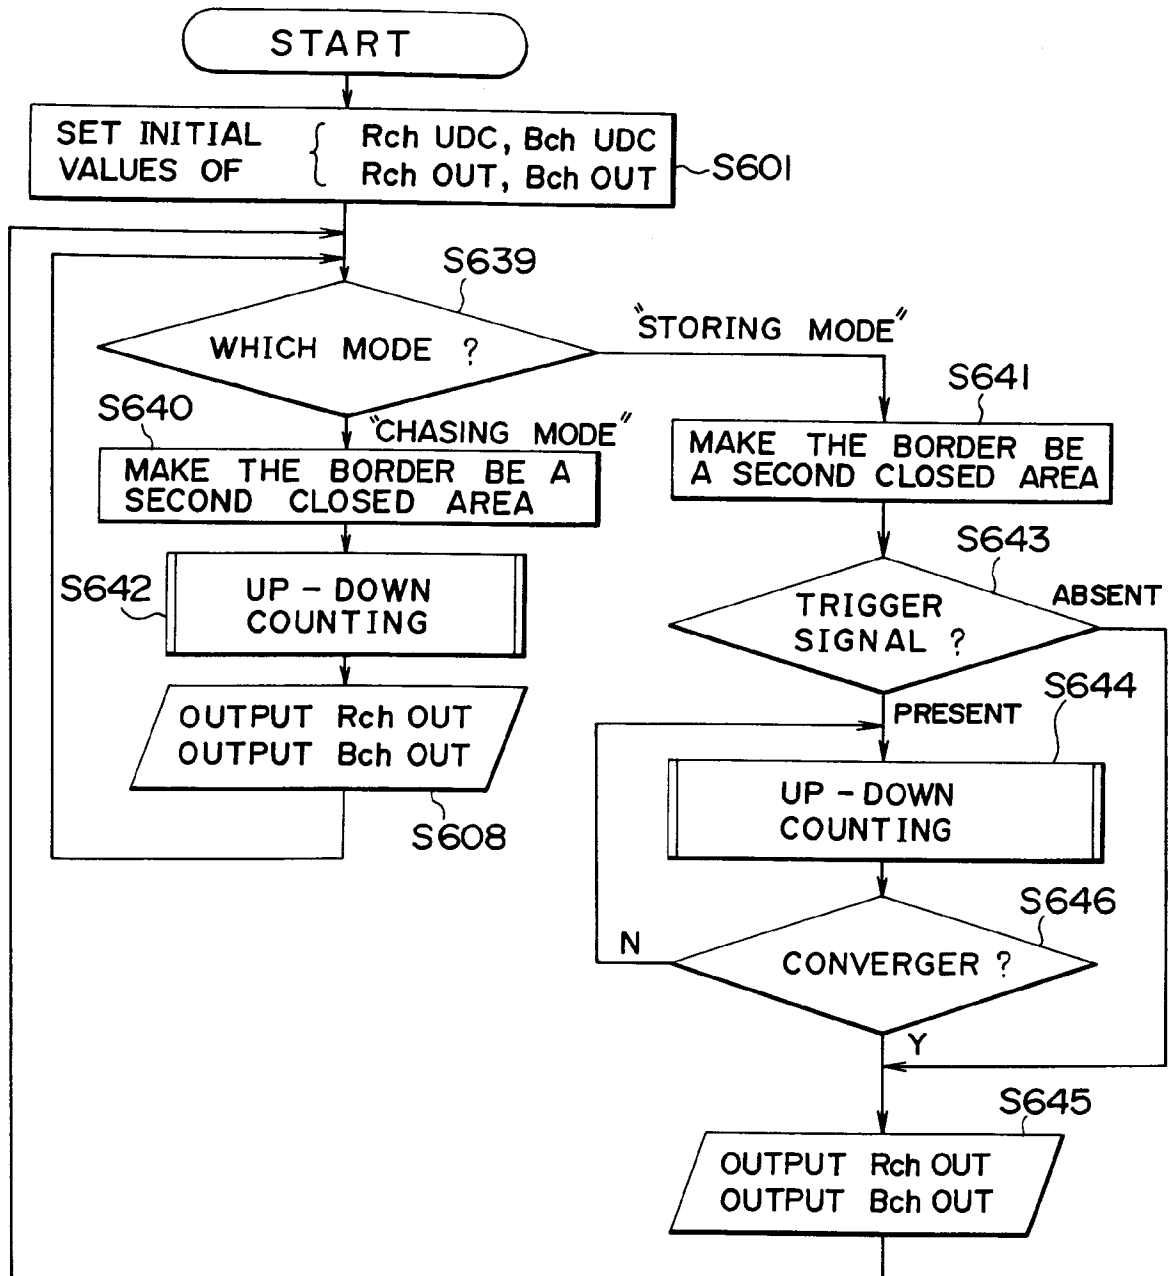 START
SET INITIAL VALUES OF { Rch UDC, Bch UDC
Rch OUT, Bch OUT
S601
S639
WHICH MODE ?
"STORING MODE"
S640
"CHASING MODE"
MAKE THE BORDER BE A
SECOND CLOSED AREA
S642
UP-DOWN
COUNTING
OUTPUT Rch OUT
OUTPUT Bch OUT
S608
S641
MAKE THE BORDER BE
A SECOND CLOSED AREA
S643
TRIGGER
SIGNAL ?
ABSENT
PRESENT
S644
UP-DOWN
COUNTING
S646
CONVERGER ?
N
Y
S645
OUTPUT Rch OUT
OUTPUT Bch OUT